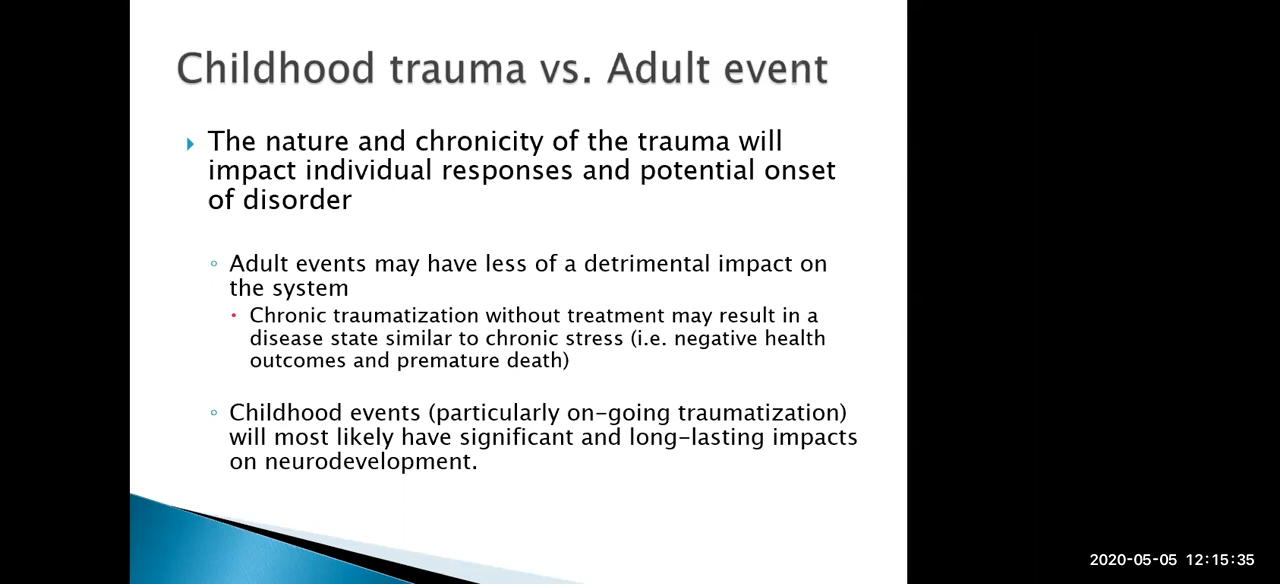 Childhood trauma vs. Adult event
The nature and chronicity of the trauma will
impact individual responses and potential onset
of disorder
Adult events may have less of a detrimental impact on
the system
Chronic traumatization without treatment may result in a
disease state similar to chronic stress (i.e. negative health
outcomes and premature death)
Childhood events (particularly on-going traumatization)
will most likely have significant and long-lasting impacts
on neurodevelopment.
2020-05-05 12:15:35